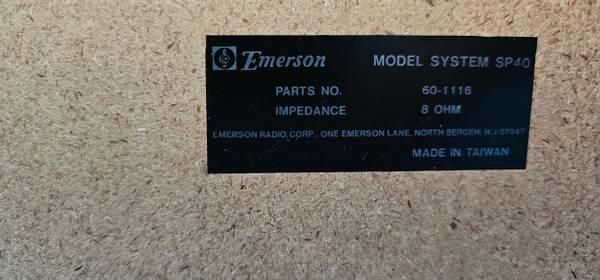 Emerson MODEL SYSTEM SP40
PARTS NO. 60-1116
IMPEDANCE 8 OHM
EMERSON RADIO, CORP., ONE EMERSON LANE, NORTH BERGEN, N.J. 07047
MADE IN TAIWAN